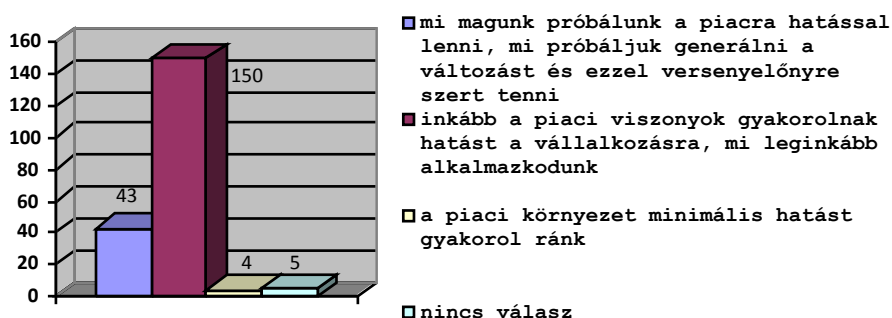 160
140
120
100
80
60
40
20
0
43
150
4
5
mi magunk próbálunk a piacra hatással
lenni, mi próbáljuk generálni a
változást és ezzel versenyelőnyre
szert tenni
inkább a piaci viszonyok gyakorolnak
hatást a vállalkozásra, mi leginkább
alkalmazkodunk
a piaci környezet minimális hatást
gyakorol ránk
nincs válasz